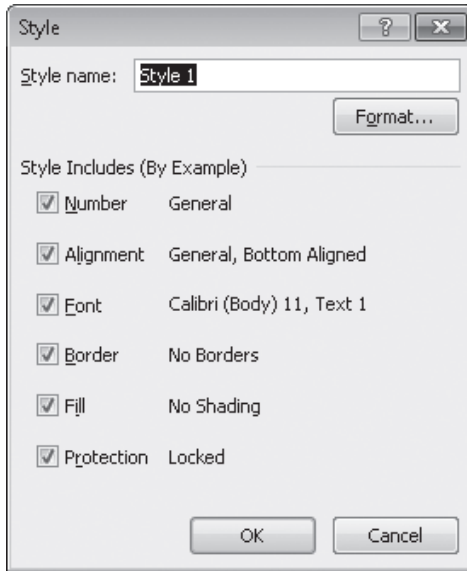 Style
Style name: Style 1
Format...
Style Includes (By Example)
Number General
Alignment General, Bottom Aligned
Font Calibri (Body) 11, Text 1
Border No Borders
Fill No Shading
Protection Locked
OK Cancel